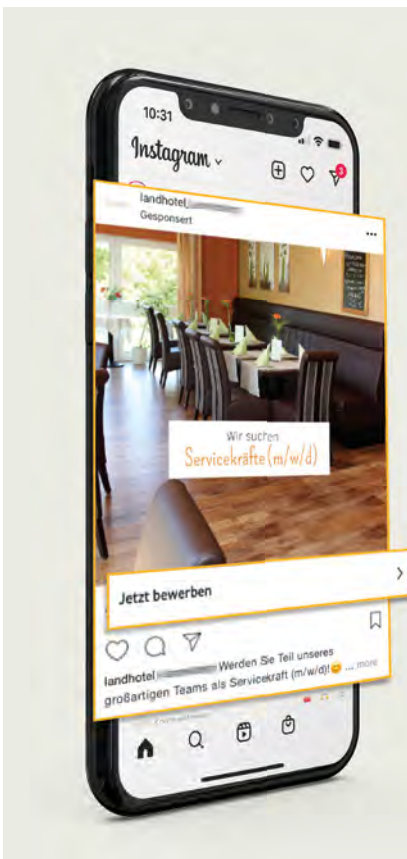 10:31
Instagram
3
landhotel
Gesponsert
Wir suchen
Servicekräfte (m/w/d)
Jetzt bewerben
landhotel Werden Sie Teil unseres
großartigen Teams als Servicekraft (m/w/d)!😊 ... more